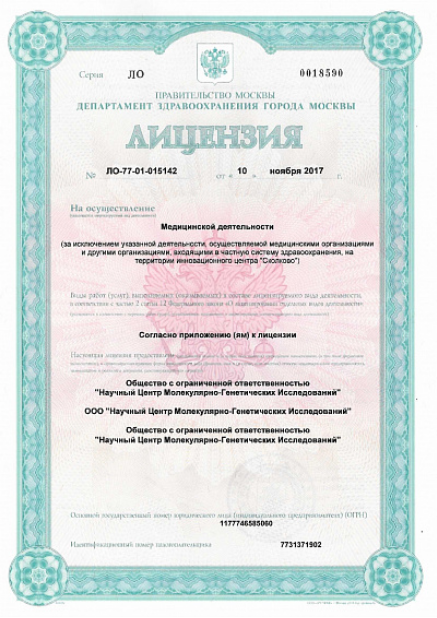 Серия ЛО 0018590
ПРАВИТЕЛЬСТВО МОСКВЫ
ДЕПАРТАМЕНТ ЗДРАВООХРАНЕНИЯ ГОРОДА МОСКВЫ
ЛИЦЕНЗИЯ
№ ЛО-77-01-015142 от « 10 » ноября 2017 г.
На осуществление
Медицинской деятельности
(за исключением указанной деятельности, осуществляемой медицинскими организациями
и другими организациями, входящими в частную систему здравоохранения, на
территории инновационного центра "Сколково")
Виды работ (услуг), выполняемых (оказываемых) в составе лицензируемого вида деятельности,
в соответствии с частью 2 статьи 12 Федерального закона «О лицензировании отдельных видов деятельности»
Согласно приложению (ям) к лицензии
Настоящая лицензия предоставлена
Общество с ограниченной ответственностью
"Научный Центр Молекулярно-Генетических Исследований"
ООО "Научный Центр Молекулярно-Генетических Исследований"
Общество с ограниченной ответственностью
"Научный Центр Молекулярно-Генетических Исследований"
Основной государственный номер юридического лица (индивидуального предпринимателя) (ОГРН)
1177746585060
Идентификационный номер налогоплательщика 7731371902